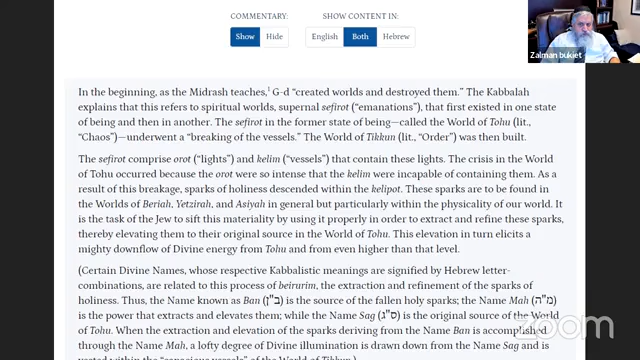 COMMENTARY: SHOW CONTENT IN:
Show Hide English Both Hebrew
Zalman bukiet
In the beginning, as the Midrash teaches,1 G-d “created worlds and destroyed them.” The Kabbalah
explains that this refers to spiritual worlds, supernal sefirot (“emanations”), that first existed in one state
of being and then in another. The sefirot in the former state of being—called the World of Tohu (lit.,
“Chaos”)—underwent a “breaking of the vessels.” The World of Tikkun (lit., “Order”) was then built.
The sefirot comprise orot (“lights”) and kelim (“vessels”) that contain these lights. The crisis in the World
of Tohu occurred because the orot were so intense that the kelim were incapable of containing them. As a
result of this breakage, sparks of holiness descended within the kelipot. These sparks are to be found in
the Worlds of Beriah, Yetzirah, and Asiyah in general but particularly within the physicality of our world. It
is the task of the Jew to sift this materiality by using it properly in order to extract and refine these sparks,
thereby elevating them to their original source in the World of Tohu. This elevation in turn elicits a
mighty downflow of Divine energy from Tohu and from even higher than that level.
(Certain Divine Names, whose respective Kabbalistic meanings are signified by Hebrew letter-
combinations, are related to this process of beirurim, the extraction and refinement of the sparks of
holiness. Thus, the Name known as Ban (ב"ן) is the source of the fallen holy sparks; the Name Mah (מ"ה)
is the power that extracts and elevates them; while the Name Sag (ס"ג) is the original source of the World
of Tohu. When the extraction and elevation of the sparks deriving from the Name Ban is accomplished
through the Name Mah, a lofty degree of Divine illumination is drawn down from the Name Sag and is
vested within the “conscious vessels” of the World of Tikkun.)
zoom